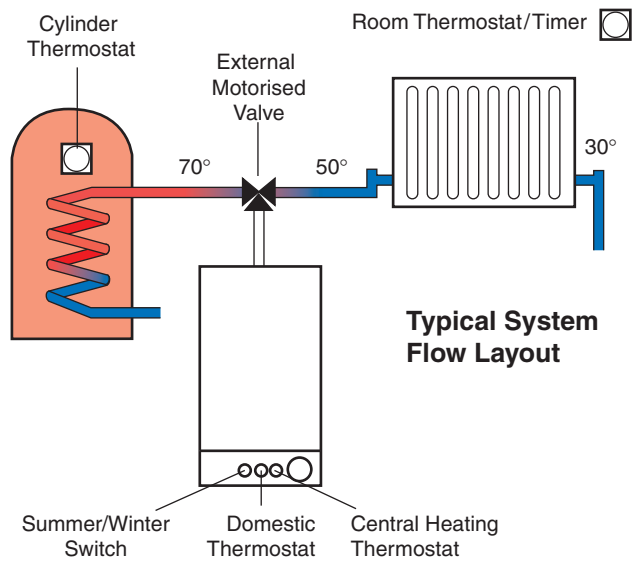 Cylinder
Thermostat
External
Motorised
Valve
Room Thermostat/Timer
70°
50°
30°
Typical System
Flow Layout
Summer/Winter
Switch
Domestic
Thermostat
Central Heating
Thermostat